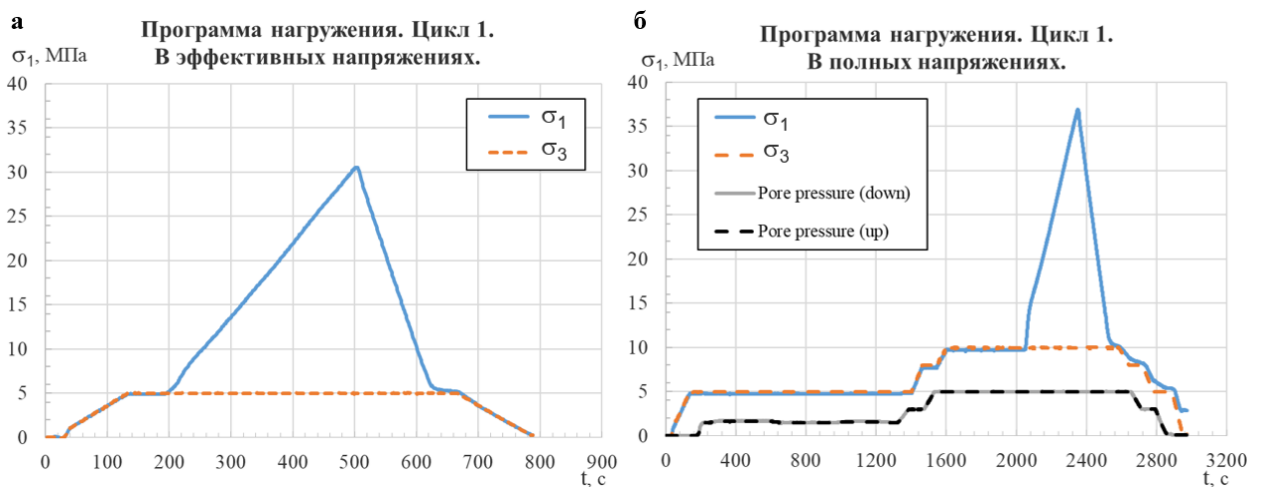 а
Программа нагружения. Цикл 1.
В эффективных напряжениях.
σ1, МПа
40
35
30
25
20
15
10
5
0
σ1
σ3
0 100 200 300 400 500 600 700 800 900
t, с
б
Программа нагружения. Цикл 1.
В полных напряжениях.
σ1, МПа
40
35
30
25
20
15
10
5
0
σ1
σ3
Pore pressure (down)
Pore pressure (up)
0 400 800 1200 1600 2000 2400 2800 3200
t, с